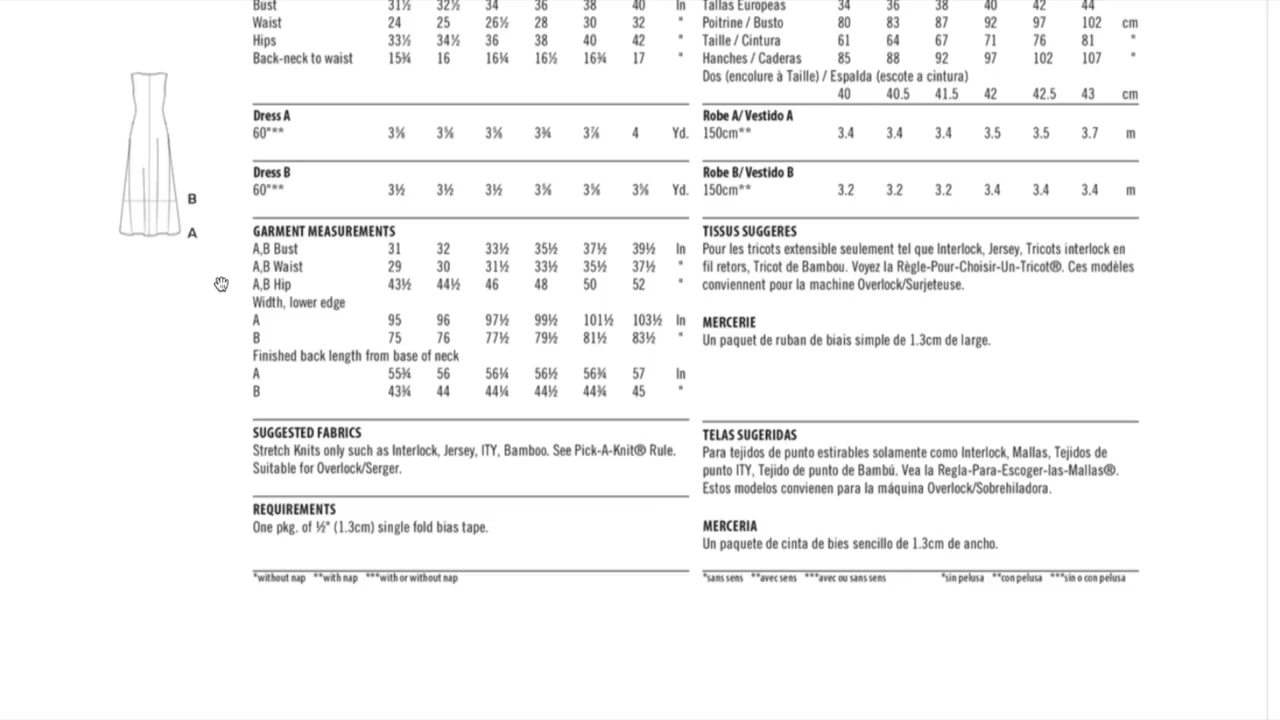 Bust 31½ 32½ 34 36 38 40 In
Waist 24 25 26½ 28 30 32 "
Hips 33½ 34½ 36 38 40 42 "
Back-neck to waist 15¾ 16 16¼ 16½ 16¾ 17 "
Dress A
60"*** 4 Yd.
Dress B
60"*** 3½ 3½ 3½ Yd.
GARMENT MEASUREMENTS
A,B Bust 31 32 33½ 35½ 37½ 39½ In
A,B Waist 29 30 31½ 33½ 35½ 37½ "
A,B Hip 43½ 44½ 46 48 50 52 "
Width, lower edge
A 95 96 97½ 99½ 101½ 103½ In
B 75 76 77½ 79½ 81½ 83½ "
Finished back length from base of neck
A 55¾ 56 56¼ 56½ 56¾ 57 In
B 43¾ 44 44¼ 44½ 44¾ 45 "
SUGGESTED FABRICS
Stretch Knits only such as Interlock, Jersey, ITY, Bamboo. See Pick-A-Knit® Rule.
Suitable for Overlock/Serger.
REQUIREMENTS
One pkg. of ½" (1.3cm) single fold bias tape.
*without nap **with nap ***with or without nap
Tallas Europeas 34 36 38 40 42 44
Poitrine / Busto 80 83 87 92 97 102 cm
Taille / Cintura 61 64 67 71 76 81 "
Hanches / Caderas 85 88 92 97 102 107 "
Dos (encolure à Taille) / Espalda (escote a cintura)
40 40.5 41.5 42 42.5 43 cm
Robe A/ Vestido A
150cm** 3.4 3.4 3.4 3.5 3.5 3.7 m
Robe B/ Vestido B
150cm** 3.2 3.2 3.2 3.4 3.4 3.4 m
TISSUS SUGGERES
Pour les tricots extensible seulement tel que Interlock, Jersey, Tricots interlock en
fil retors, Tricot de Bambou. Voyez la Règle-Pour-Choisir-Un-Tricot®. Ces modèles
conviennent pour la machine Overlock/Surjeteuse.
MERCERIE
Un paquet de ruban de biais simple de 1.3cm de large.
TELAS SUGERIDAS
Para tejidos de punto estirables solamente como Interlock, Mallas, Tejidos de
punto ITY, Tejido de punto de Bambú. Vea la Regla-Para-Escoger-las-Mallas®.
Estos modelos convienen para la máquina Overlock/Sobrehiladora.
MERCERIA
Un paquete de cinta de bies sencillo de 1.3cm de ancho.
*sans sens **avec sens ***avec ou sans sens *sin pelusa **con pelusa ***sin o con pelusa
B
A